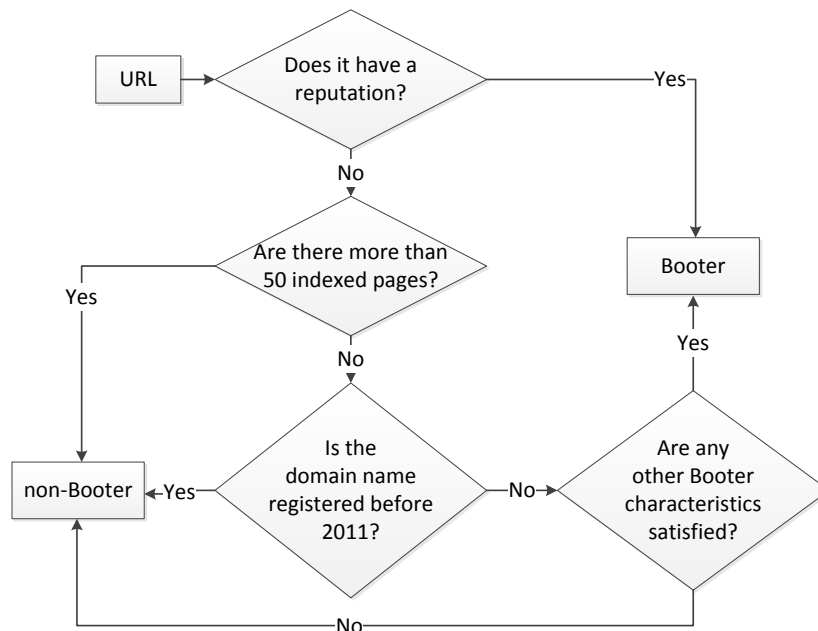 URL
Does it have a
reputation?
Yes
No
Are there more than
50 indexed pages?
Yes
Booter
No
Yes
Is the
domain name
registered before
2011?
non-Booter
Yes
No
Are any
other Booter
characteristics
satisfied?
No